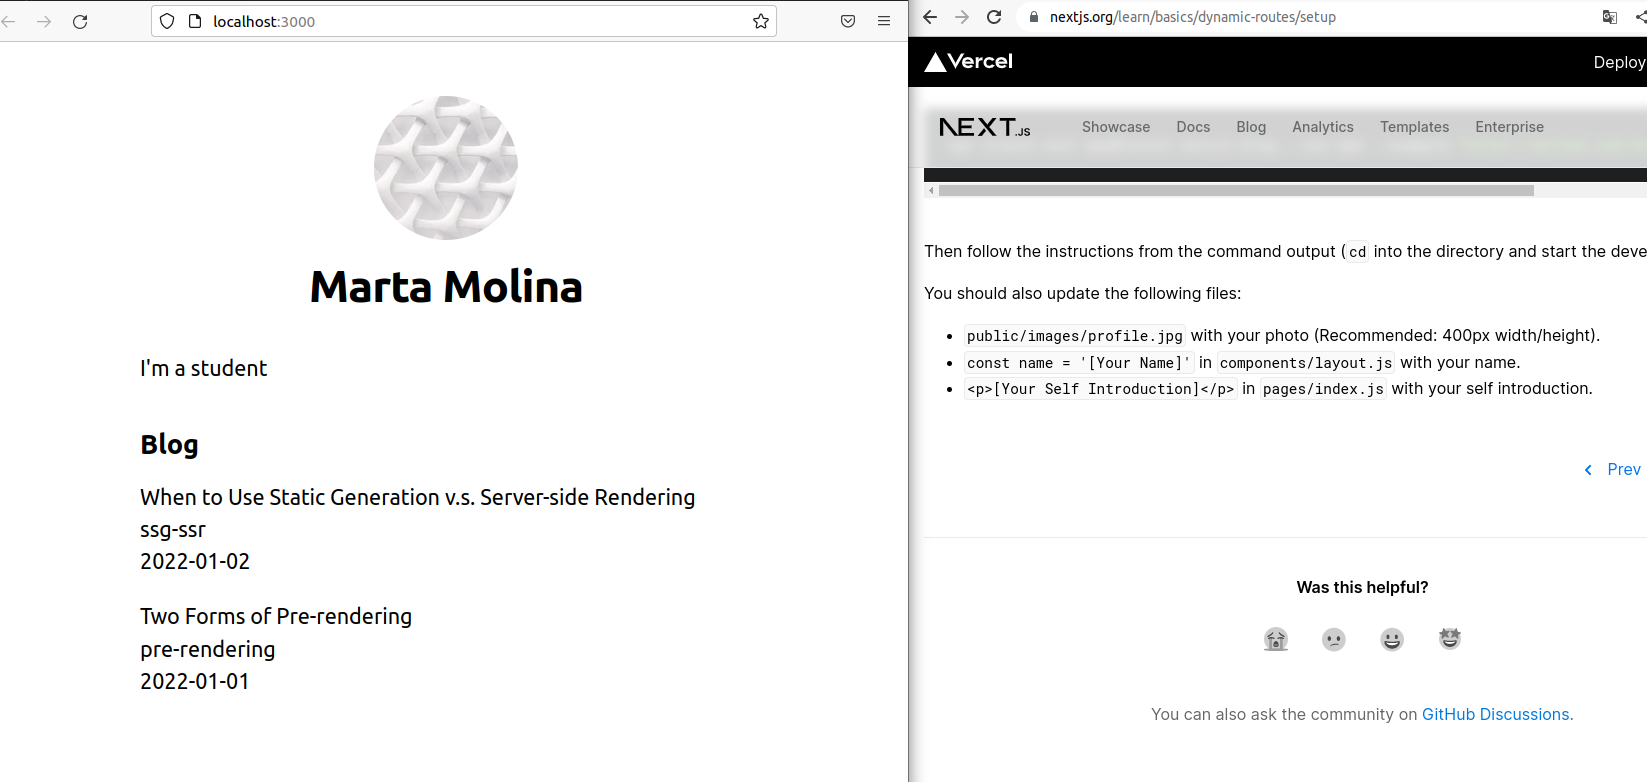 localhost:3000
Marta Molina
I'm a student
Blog
When to Use Static Generation v.s. Server-side Rendering
ssg-ssr
2022-01-02
Two Forms of Pre-rendering
pre-rendering
2022-01-01
nextjs.org/learn/basics/dynamic-routes/setup
Vercel
Deploy
NEXT.JS Showcase Docs Blog Analytics Templates Enterprise
Then follow the instructions from the command output (cd into the directory and start the deve
You should also update the following files:
• public/images/profile.jpg with your photo (Recommended: 400px width/height).
• const name = '[Your Name]' in components/layout.js with your name.
• <p>[Your Self Introduction]</p> in pages/index.js with your self introduction.
Prev
Was this helpful?
You can also ask the community on GitHub Discussions.